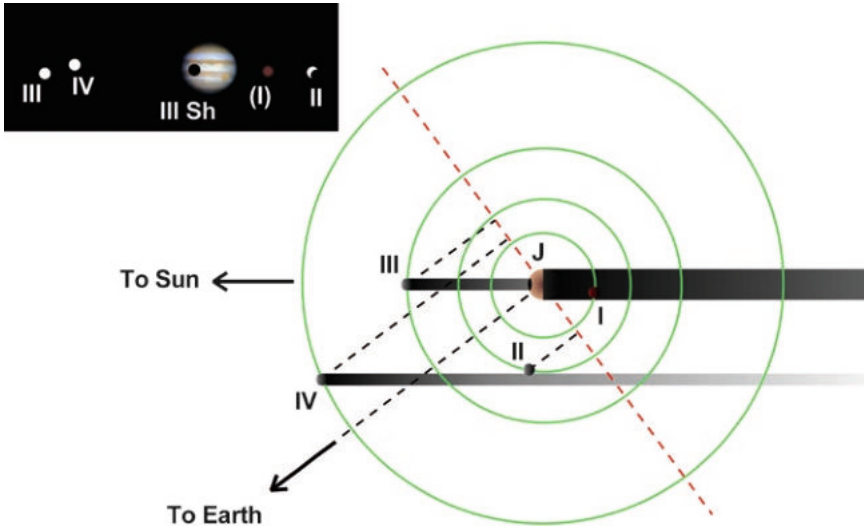 III
IV
III Sh
(I)
II
J
III
To Sun
I
II
IV
To Earth